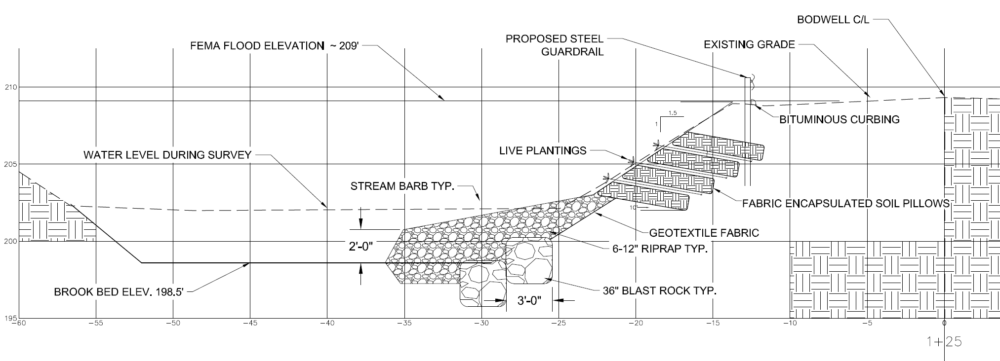 BODWELL C/L
PROPOSED STEEL
GUARDRAIL
EXISTING GRADE
FEMA FLOOD ELEVATION ~ 209'
210
1.5
1
BITUMINOUS CURBING
LIVE PLANTINGS
WATER LEVEL DURING SURVEY
205
STREAM BARB TYP.
FABRIC ENCAPSULATED SOIL PILLOWS
10'
GEOTEXTILE FABRIC
200
2'-0"
6-12" RIPRAP TYP.
BROOK BED ELEV. 198.5'
36" BLAST ROCK TYP.
3'-0"
195
-60 -55 -50 -45 -40 -35 -30 -25 -20 -15 -10 -5 0
1+25